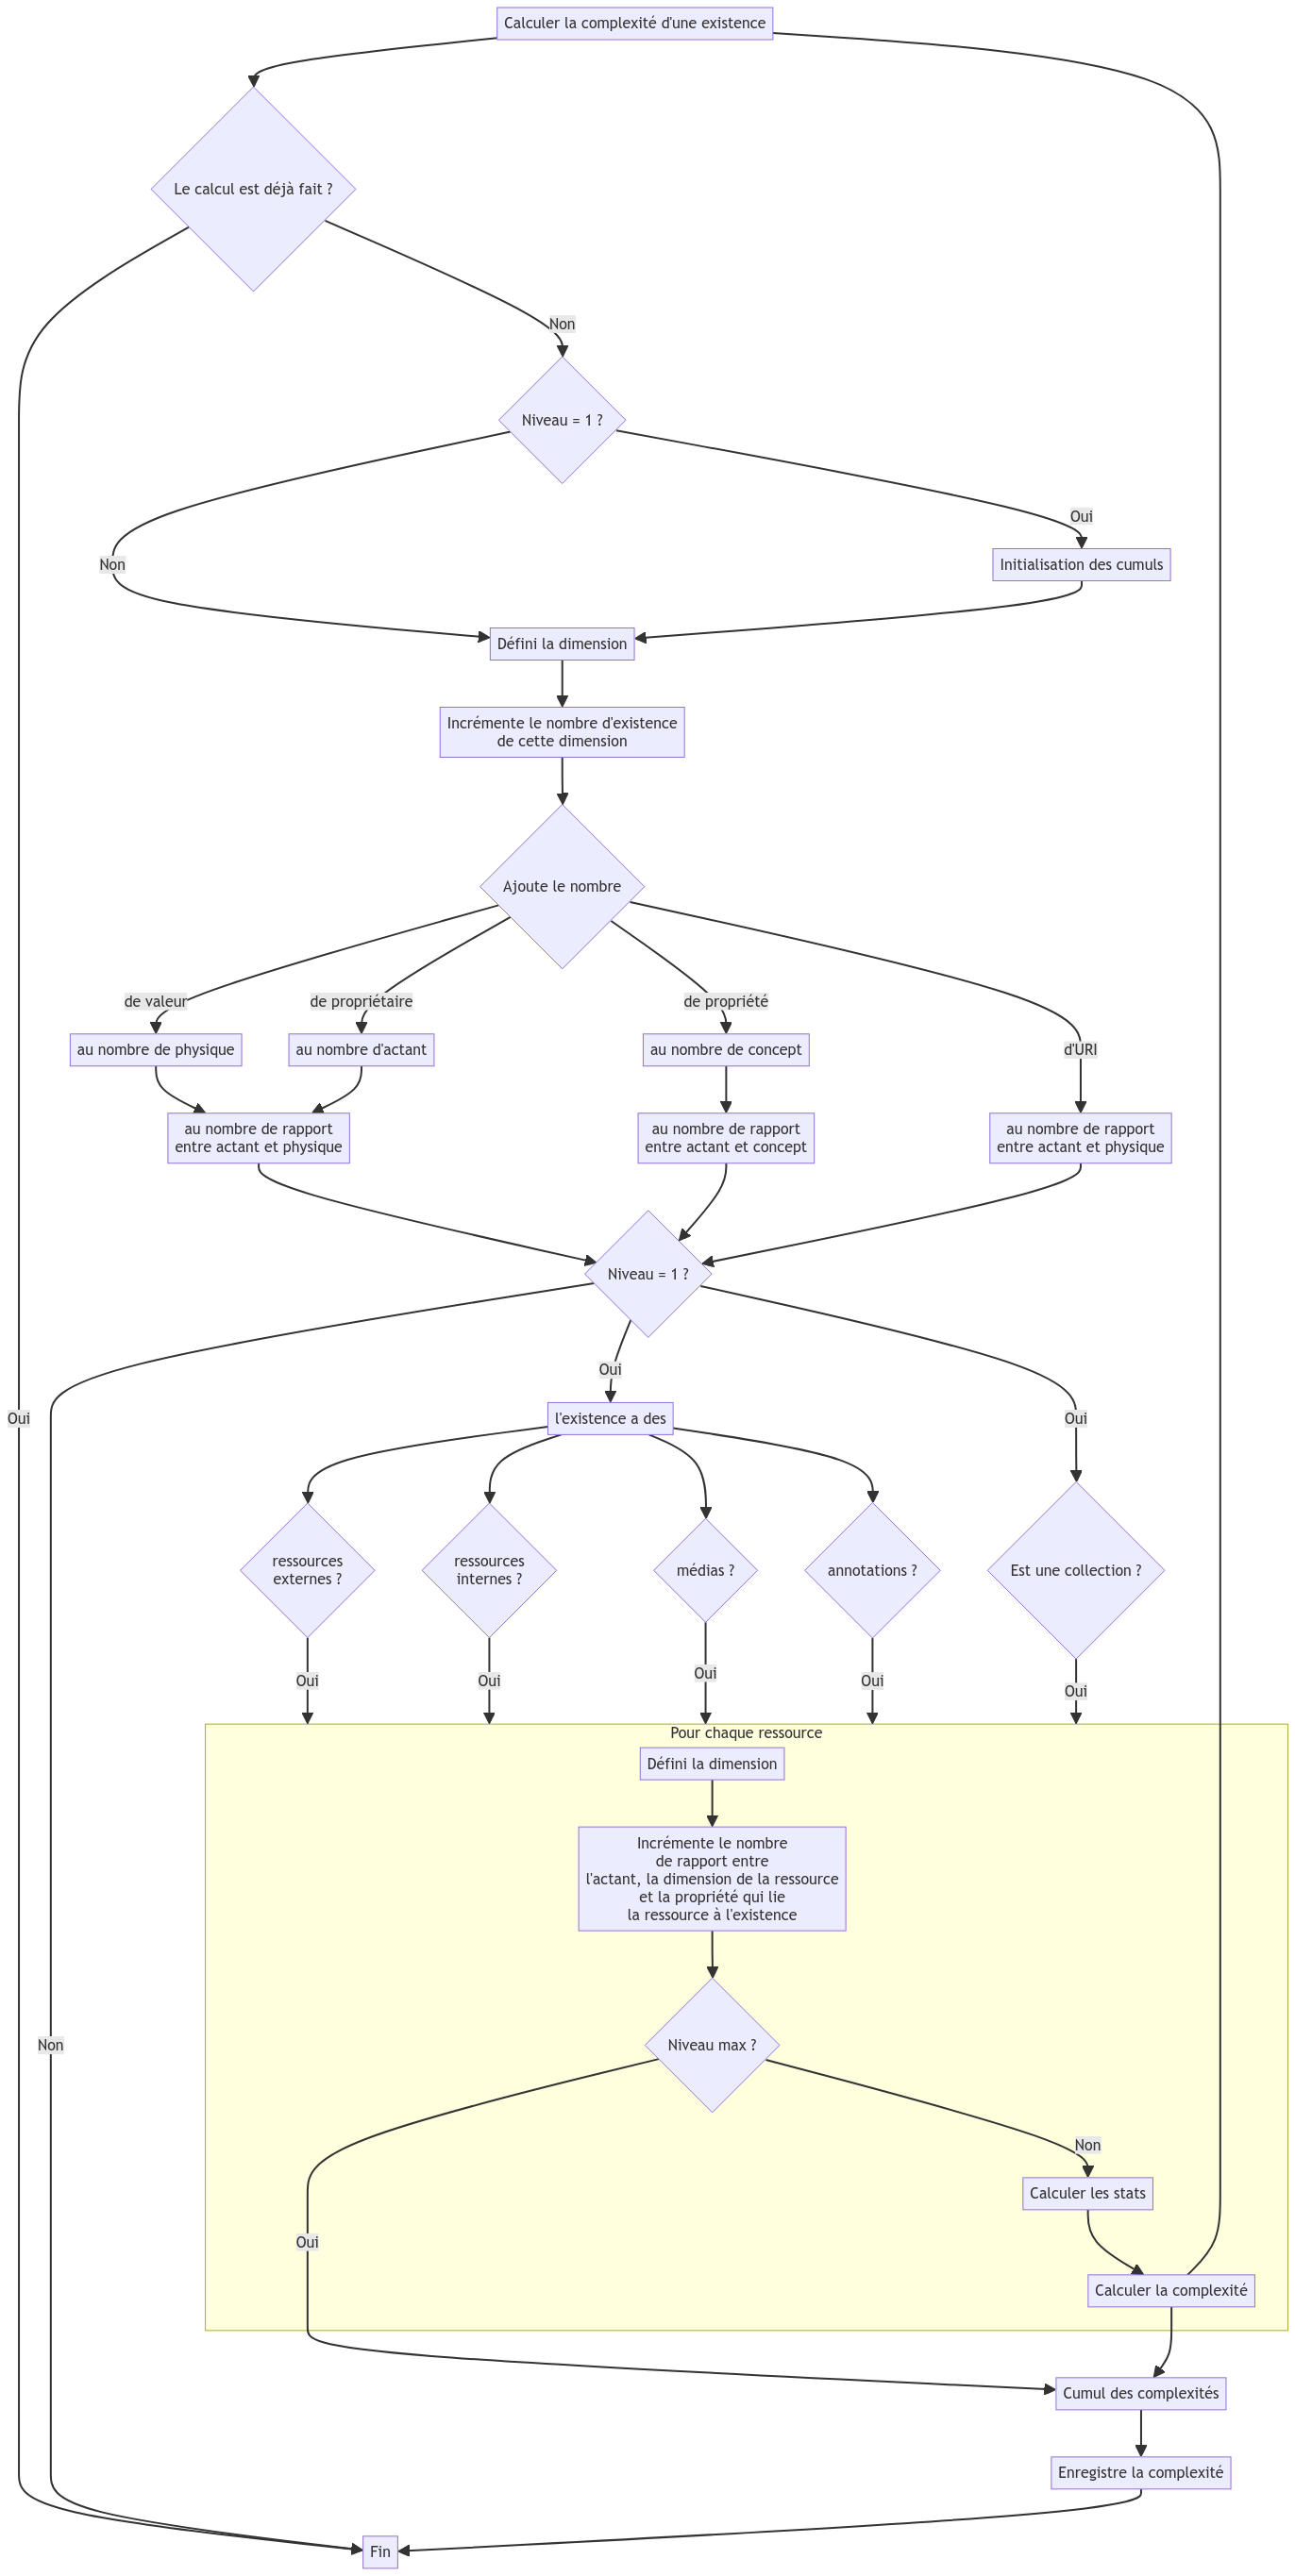 Calculer la complexité d'une existence
Le calcul est déjà fait ?
Non
Niveau = 1 ?
Oui
Non
Initialisation des cumuls
Défini la dimension
Incrémente le nombre d'existence
de cette dimension
Ajoute le nombre
de valeur
de propriétaire
de propriété
d'URI
au nombre de physique
au nombre d'actant
au nombre de concept
au nombre de rapport
entre actant et physique
au nombre de rapport
entre actant et concept
au nombre de rapport
entre actant et physique
Niveau = 1 ?
Oui
Oui
Oui
l'existence a des
ressources
externes ?
ressources
internes ?
médias ?
annotations ?
Est une collection ?
Oui
Oui
Oui
Oui
Oui
Pour chaque ressource
Défini la dimension
Incrémente le nombre
de rapport entre
l'actant, la dimension de la ressource
et la propriété qui lie
la ressource à l'existence
Non
Niveau max ?
Non
Calculer les stats
Oui
Calculer la complexité
Cumul des complexités
Enregistre la complexité
Fin